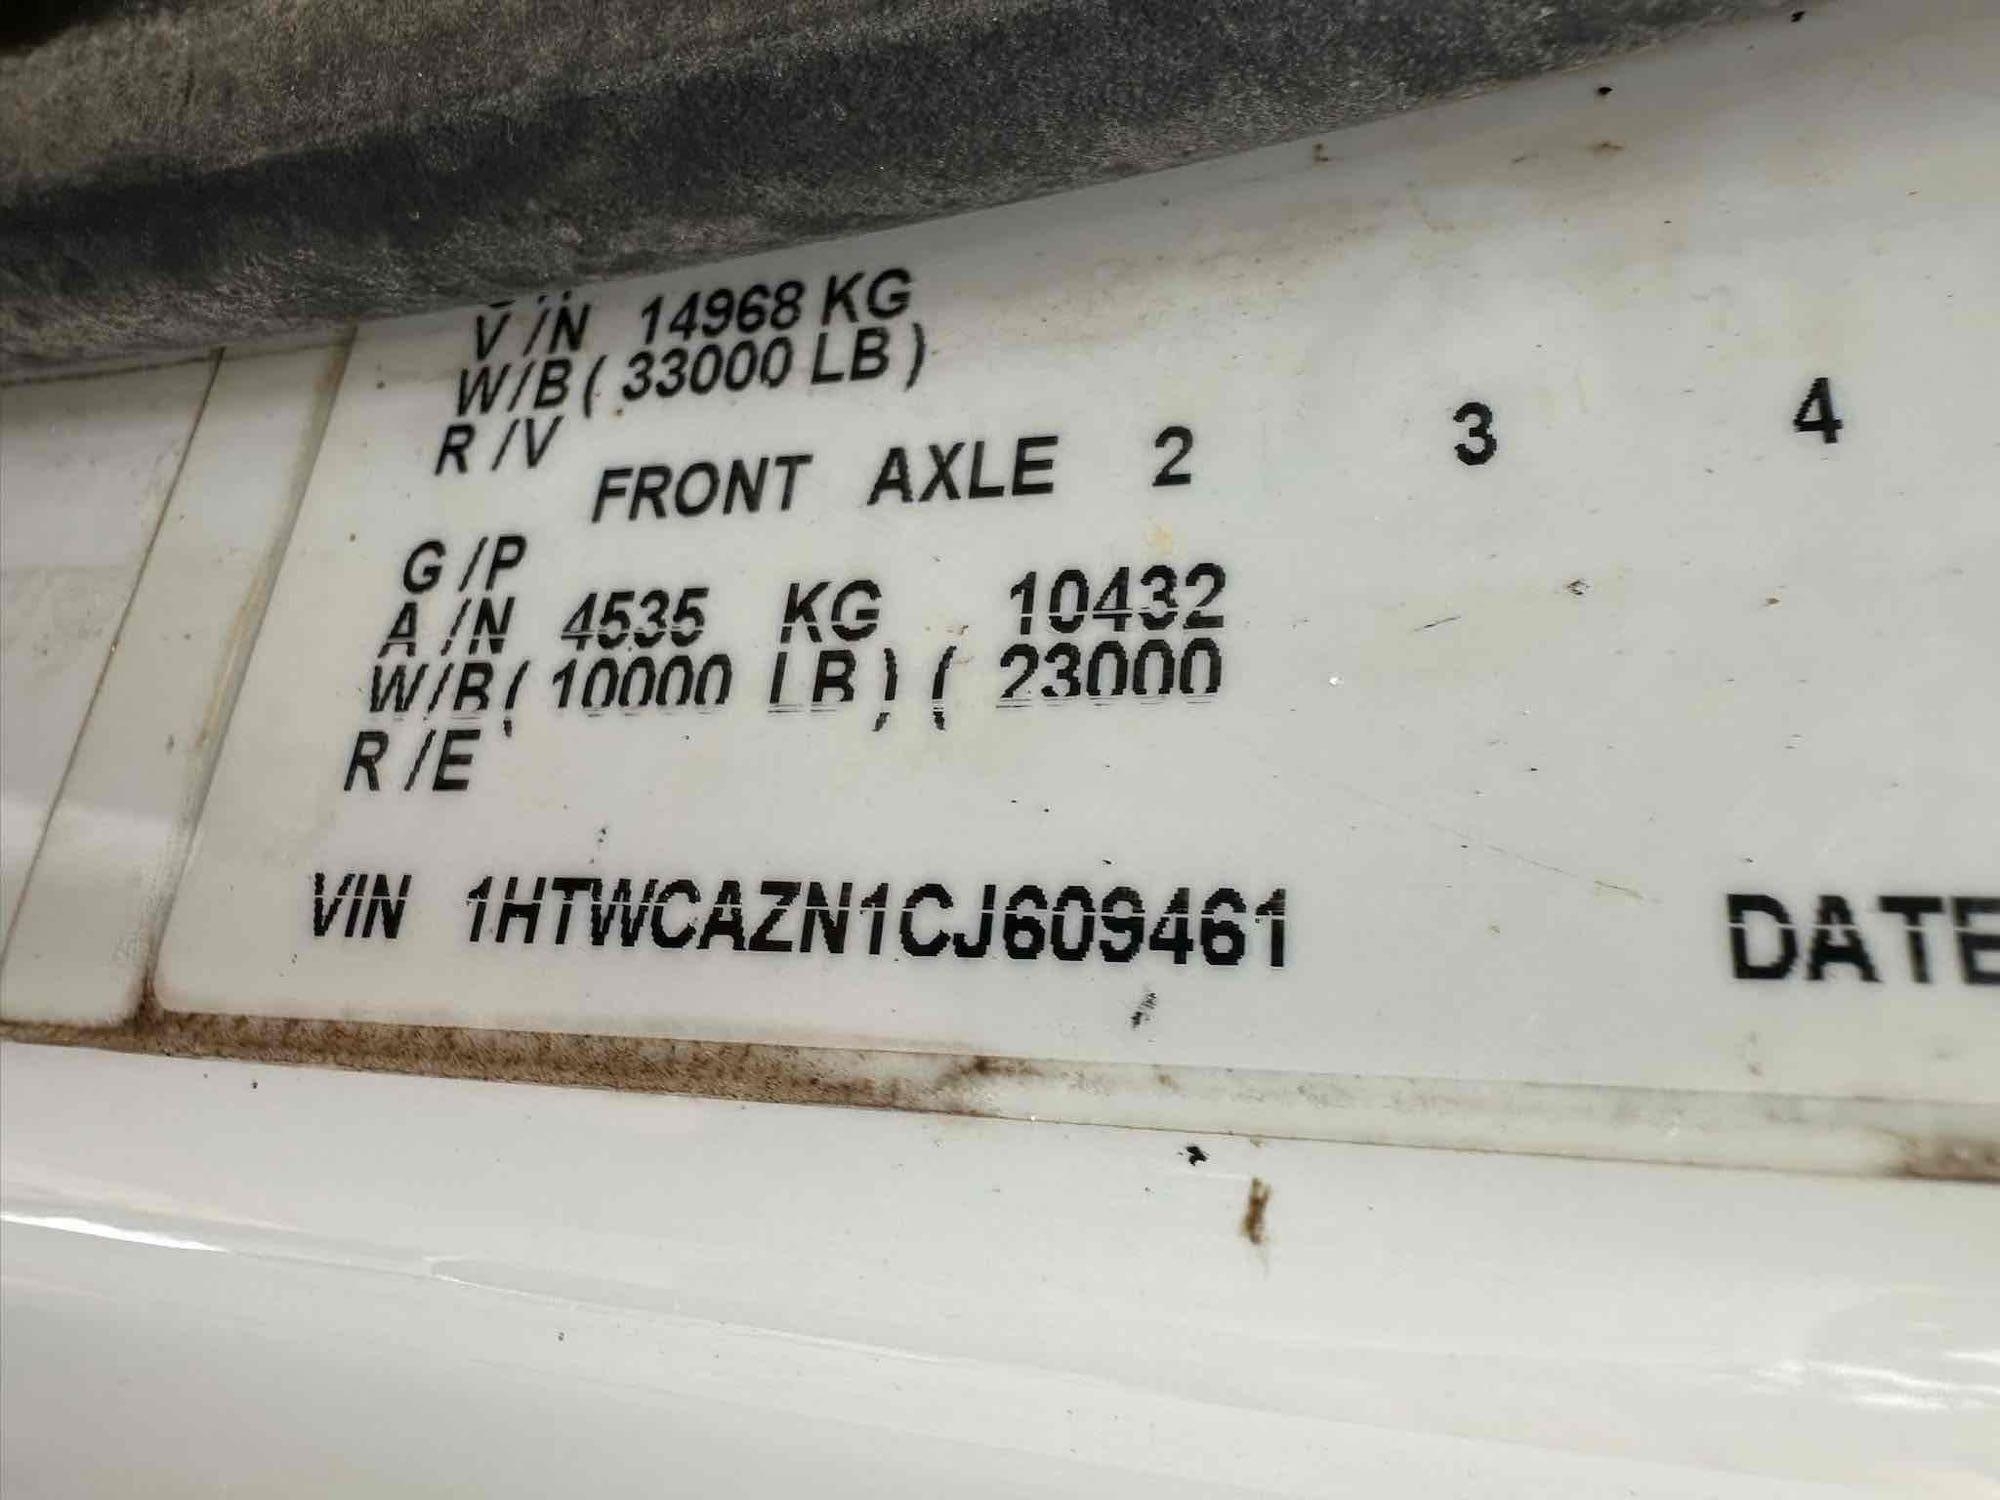 V/N 14968 KG
W/B ( 33000 LB )
R/V
FRONT AXLE 2 3 4
G/P
A/N 4535 KG 10432
W/B ( 10000 LB ) ( 23000
R/E
VIN 1HTWCAZN1CJ609461 DATE